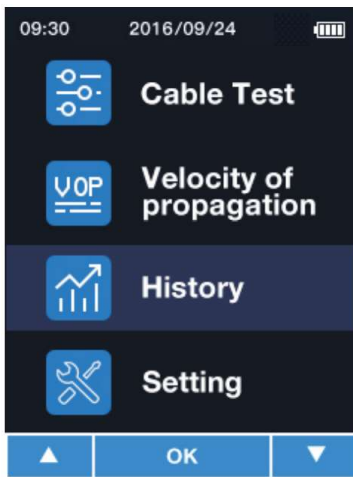 09:30 2016/09/24
Cable Test
VOP
Velocity of
propagation
History
Setting
▲ OK ▼